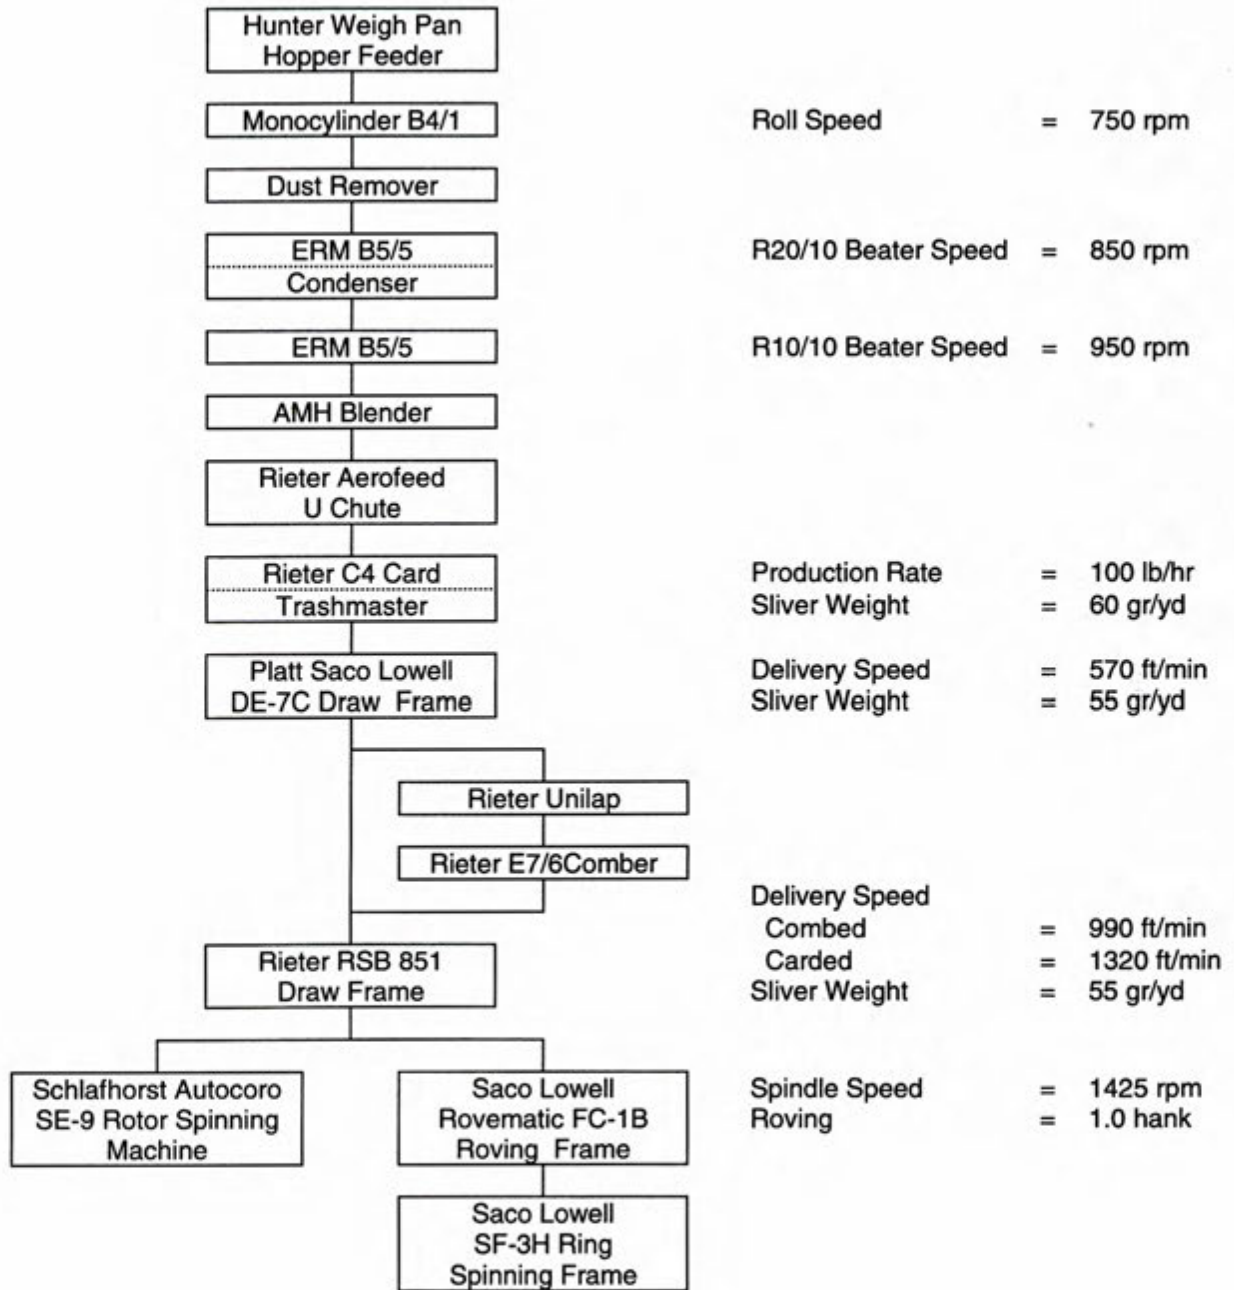 Hunter Weigh Pan
Hopper Feeder
Monocylinder B4/1
Roll Speed = 750 rpm
Dust Remover
ERM B5/5
Condenser
R20/10 Beater Speed = 850 rpm
ERM B5/5
R10/10 Beater Speed = 950 rpm
AMH Blender
Rieter Aerofeed
U Chute
Rieter C4 Card
Trashmaster
Production Rate = 100 lb/hr
Sliver Weight = 60 gr/yd
Platt Saco Lowell
DE-7C Draw Frame
Delivery Speed = 570 ft/min
Sliver Weight = 55 gr/yd
Rieter Unilap
Rieter E7/6Comber
Rieter RSB 851
Draw Frame
Delivery Speed
Combed = 990 ft/min
Carded = 1320 ft/min
Sliver Weight = 55 gr/yd
Schlafhorst Autocoro
SE-9 Rotor Spinning
Machine
Saco Lowell
Rovematic FC-1B
Roving Frame
Spindle Speed = 1425 rpm
Roving = 1.0 hank
Saco Lowell
SF-3H Ring
Spinning Frame